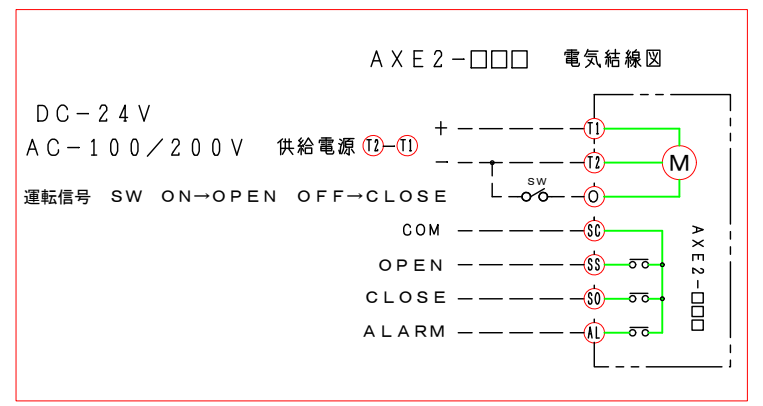 AXE2-□□□ 電気結線図
DC-24V
AC-100/200V 供給電源 T2-T1
+ T1
- T2
M
運転信号 SW ON→OPEN OFF→CLOSE
SW
O
COM SC
OPEN SS
CLOSE SO
ALARM AL
AXE2-□□□